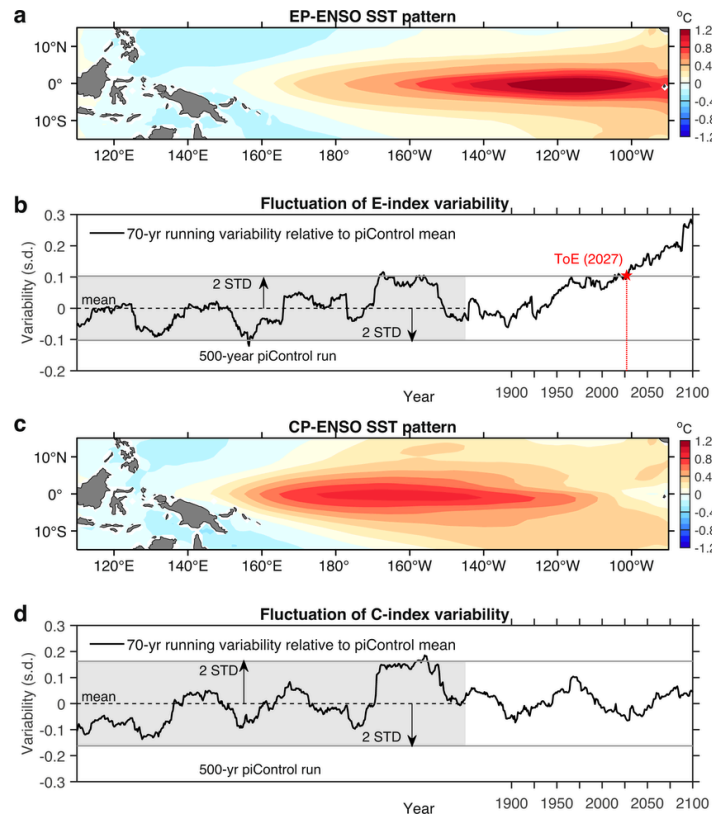 a EP-ENSO SST pattern °C
10°N
0°
10°S
120°E 140°E 160°E 180°W 160°W 140°W 120°W 100°W
1.2
0.8
0.4
0
-0.4
-0.8
-1.2
b Fluctuation of E-index variability
70-yr running variability relative to piControl mean
Variability (s.d.)
0.3
0.2
0.1
0
-0.1
-0.2
mean
2 STD
2 STD
ToE (2027)
500-year piControl run
Year 1900 1950 2000 2050 2100
c CP-ENSO SST pattern °C
10°N
0°
10°S
120°E 140°E 160°E 180°W 160°W 140°W 120°W 100°W
1.2
0.8
0.4
0
-0.4
-0.8
-1.2
d Fluctuation of C-index variability
70-yr running variability relative to piControl mean
Variability (s.d.)
0.3
0.2
0.1
0
-0.1
-0.2
-0.3
2 STD
mean
2 STD
500-yr piControl run
Year 1900 1950 2000 2050 2100